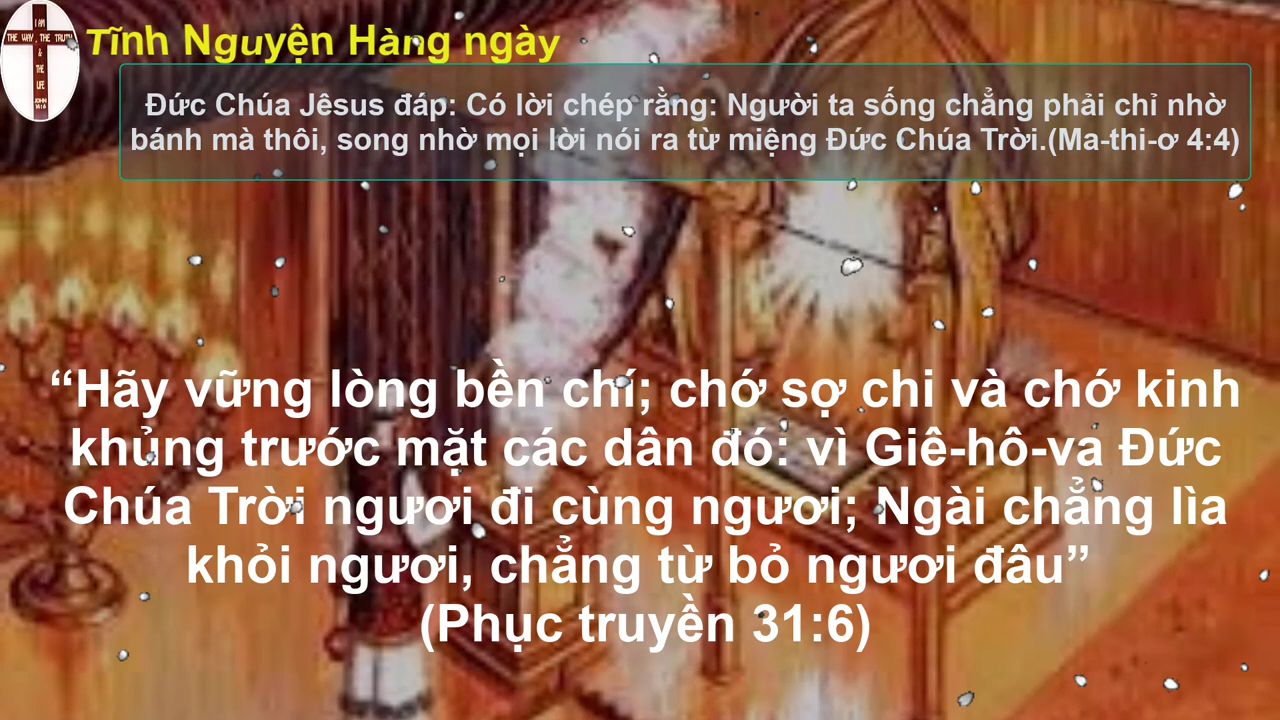 I AM
THE WAY, THE TRUTH
&
THE
LIFE
JOHN
14:6
Tĩnh Nguyện Hàng ngày
Đức Chúa Jêsus đáp: Có lời chép rằng: Người ta sống chẳng phải chỉ nhờ
bánh mà thôi, song nhờ mọi lời nói ra từ miệng Đức Chúa Trời.(Ma-thi-ơ 4:4)
“Hãy vững lòng bền chí; chớ sợ chi và chớ kinh
khủng trước mặt các dân đó: vì Giê-hô-va Đức
Chúa Trời ngươi đi cùng ngươi; Ngài chẳng lìa
khỏi ngươi, chẳng từ bỏ ngươi đâu”
(Phục truyền 31:6)